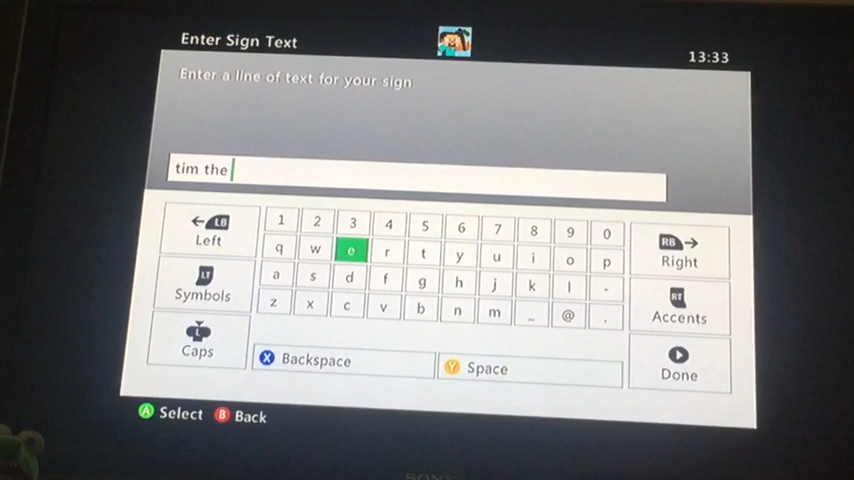 Enter Sign Text
13:33
Enter a line of text for your sign
tim the
LB
Left
1 2 3 4 5 6 7 8 9 0
RB
Right
q w e r t y u i o p
LT
Symbols
a s d f g h j k l -
RT
Accents
z x c v b n m _ @ .
L
Caps
X Backspace
Y Space
Done
A Select B Back
SONY